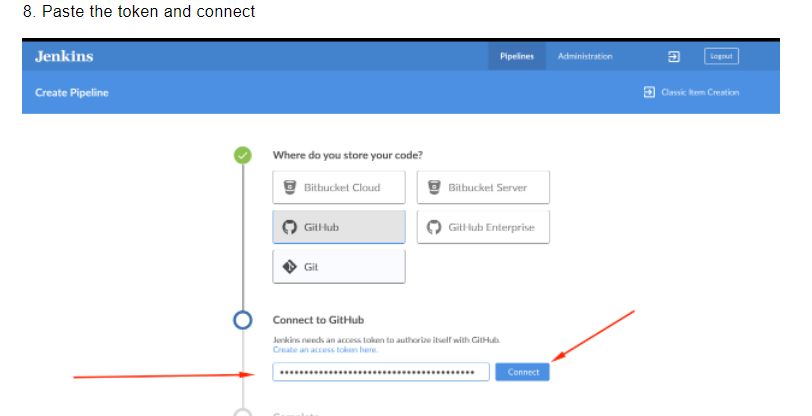 8. Paste the token and connect
Jenkins
Pipelines
Administration
Logout
Create Pipeline
Classic Item Creation
Where do you store your code?
Bitbucket Cloud
Bitbucket Server
GitHub
GitHub Enterprise
Git
Connect to GitHub
Jenkins needs an access token to authorize itself with GitHub.
Create an access token here.
Connect
Complete